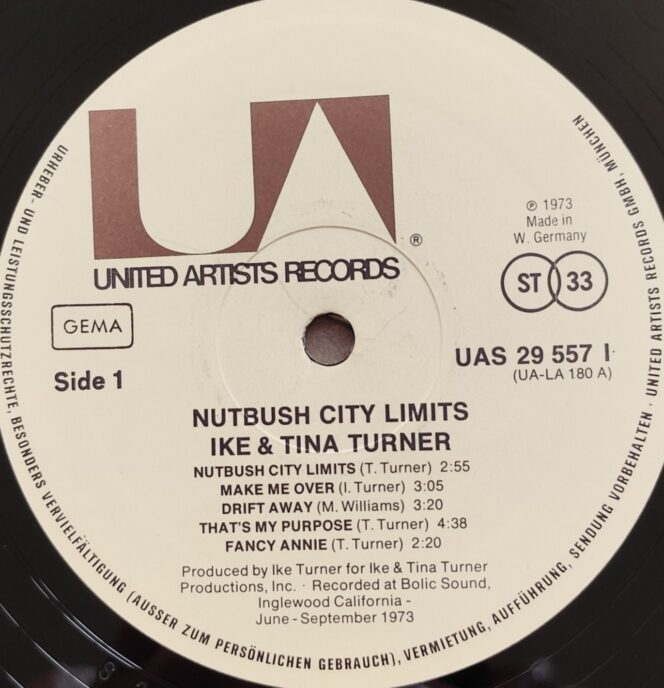 UA
®
UNITED ARTISTS RECORDS
℗ 1973
Made in
W. Germany
ST 33
GEMA
Side 1
UAS 29 557 I
(UA-LA 180 A)
NUTBUSH CITY LIMITS
IKE & TINA TURNER
NUTBUSH CITY LIMITS (T. Turner) 2:55
MAKE ME OVER (I. Turner) 3:05
DRIFT AWAY (M. Williams) 3:20
THAT'S MY PURPOSE (T. Turner) 4:38
FANCY ANNIE (T. Turner) 2:20
Produced by Ike Turner for Ike & Tina Turner
Productions, Inc. · Recorded at Bolic Sound,
Inglewood California -
June - September 1973
URHEBER- UND LEISTUNGSSCHUTZRECHTE, BESONDERS VERVIELFÄLTIGUNG (AUSSER ZUM PERSÖNLICHEN GEBRAUCH), VERMIETUNG, AUFFÜHRUNG, SENDUNG VORBEHALTEN · UNITED ARTISTS RECORDS GMBH, MÜNCHEN